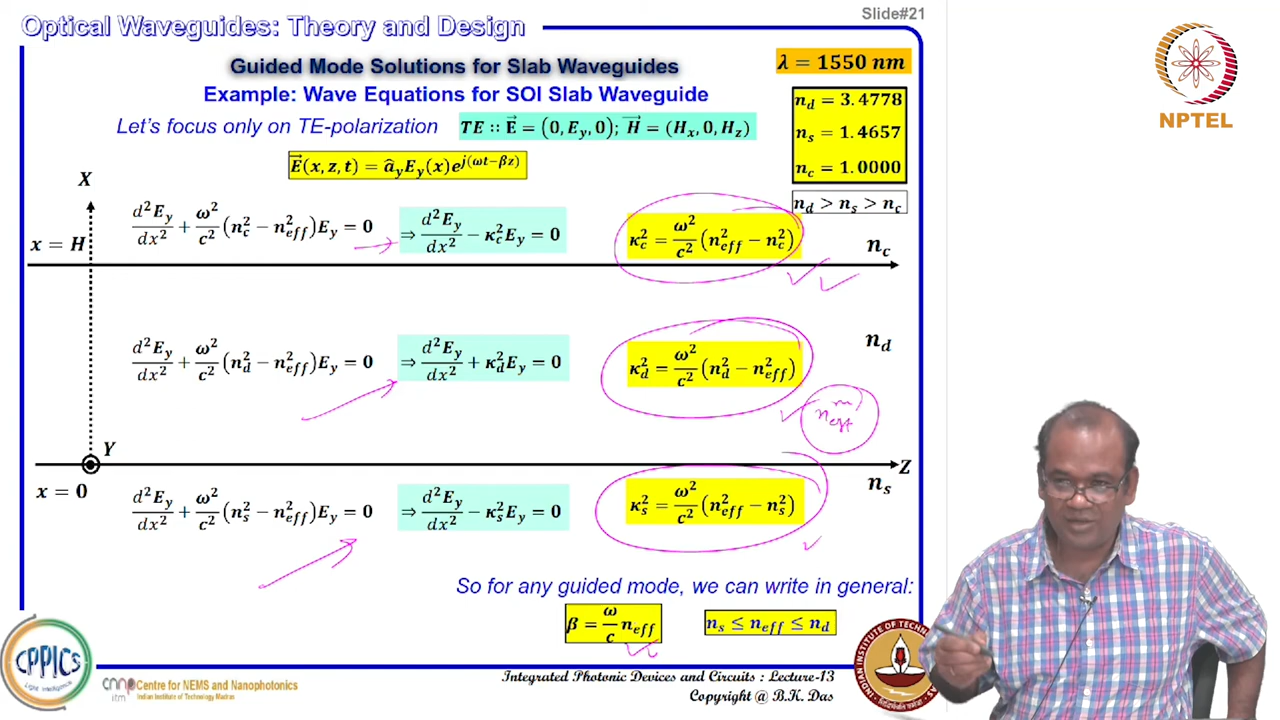 Slide#21
Optical Waveguides: Theory and Design
NPTEL
Guided Mode Solutions for Slab Waveguides
λ = 1550 nm
Example: Wave Equations for SOI Slab Waveguide
n_d = 3.4778
n_s = 1.4657
n_c = 1.0000
Let's focus only on TE-polarization
TE :: E⃗ = (0, E_y, 0); H⃗ = (H_x, 0, H_z)
E⃗(x, z, t) = â_y E_y(x) e^{j(ωt−βz)}
n_d > n_s > n_c
X
x = H
d²E_y/dx² + ω²/c² (n_c² − n_eff²) E_y = 0 ⇒ d²E_y/dx² − κ_c² E_y = 0 κ_c² = ω²/c² (n_eff² − n_c²) n_c
d²E_y/dx² + ω²/c² (n_d² − n_eff²) E_y = 0 ⇒ d²E_y/dx² + κ_d² E_y = 0 κ_d² = ω²/c² (n_d² − n_eff²) n_d
n_eff^m
Y
Z
x = 0
d²E_y/dx² + ω²/c² (n_s² − n_eff²) E_y = 0 ⇒ d²E_y/dx² − κ_s² E_y = 0 κ_s² = ω²/c² (n_eff² − n_s²) n_s
So for any guided mode, we can write in general:
β = ω/c n_eff
n_s ≤ n_eff ≤ n_d
CPPICS
Light Intelligence
Centre for NEMS and Nanophotonics
Indian Institute of Technology Madras
Integrated Photonic Devices and Circuits : Lecture-13
Copyright @ B.K. Das